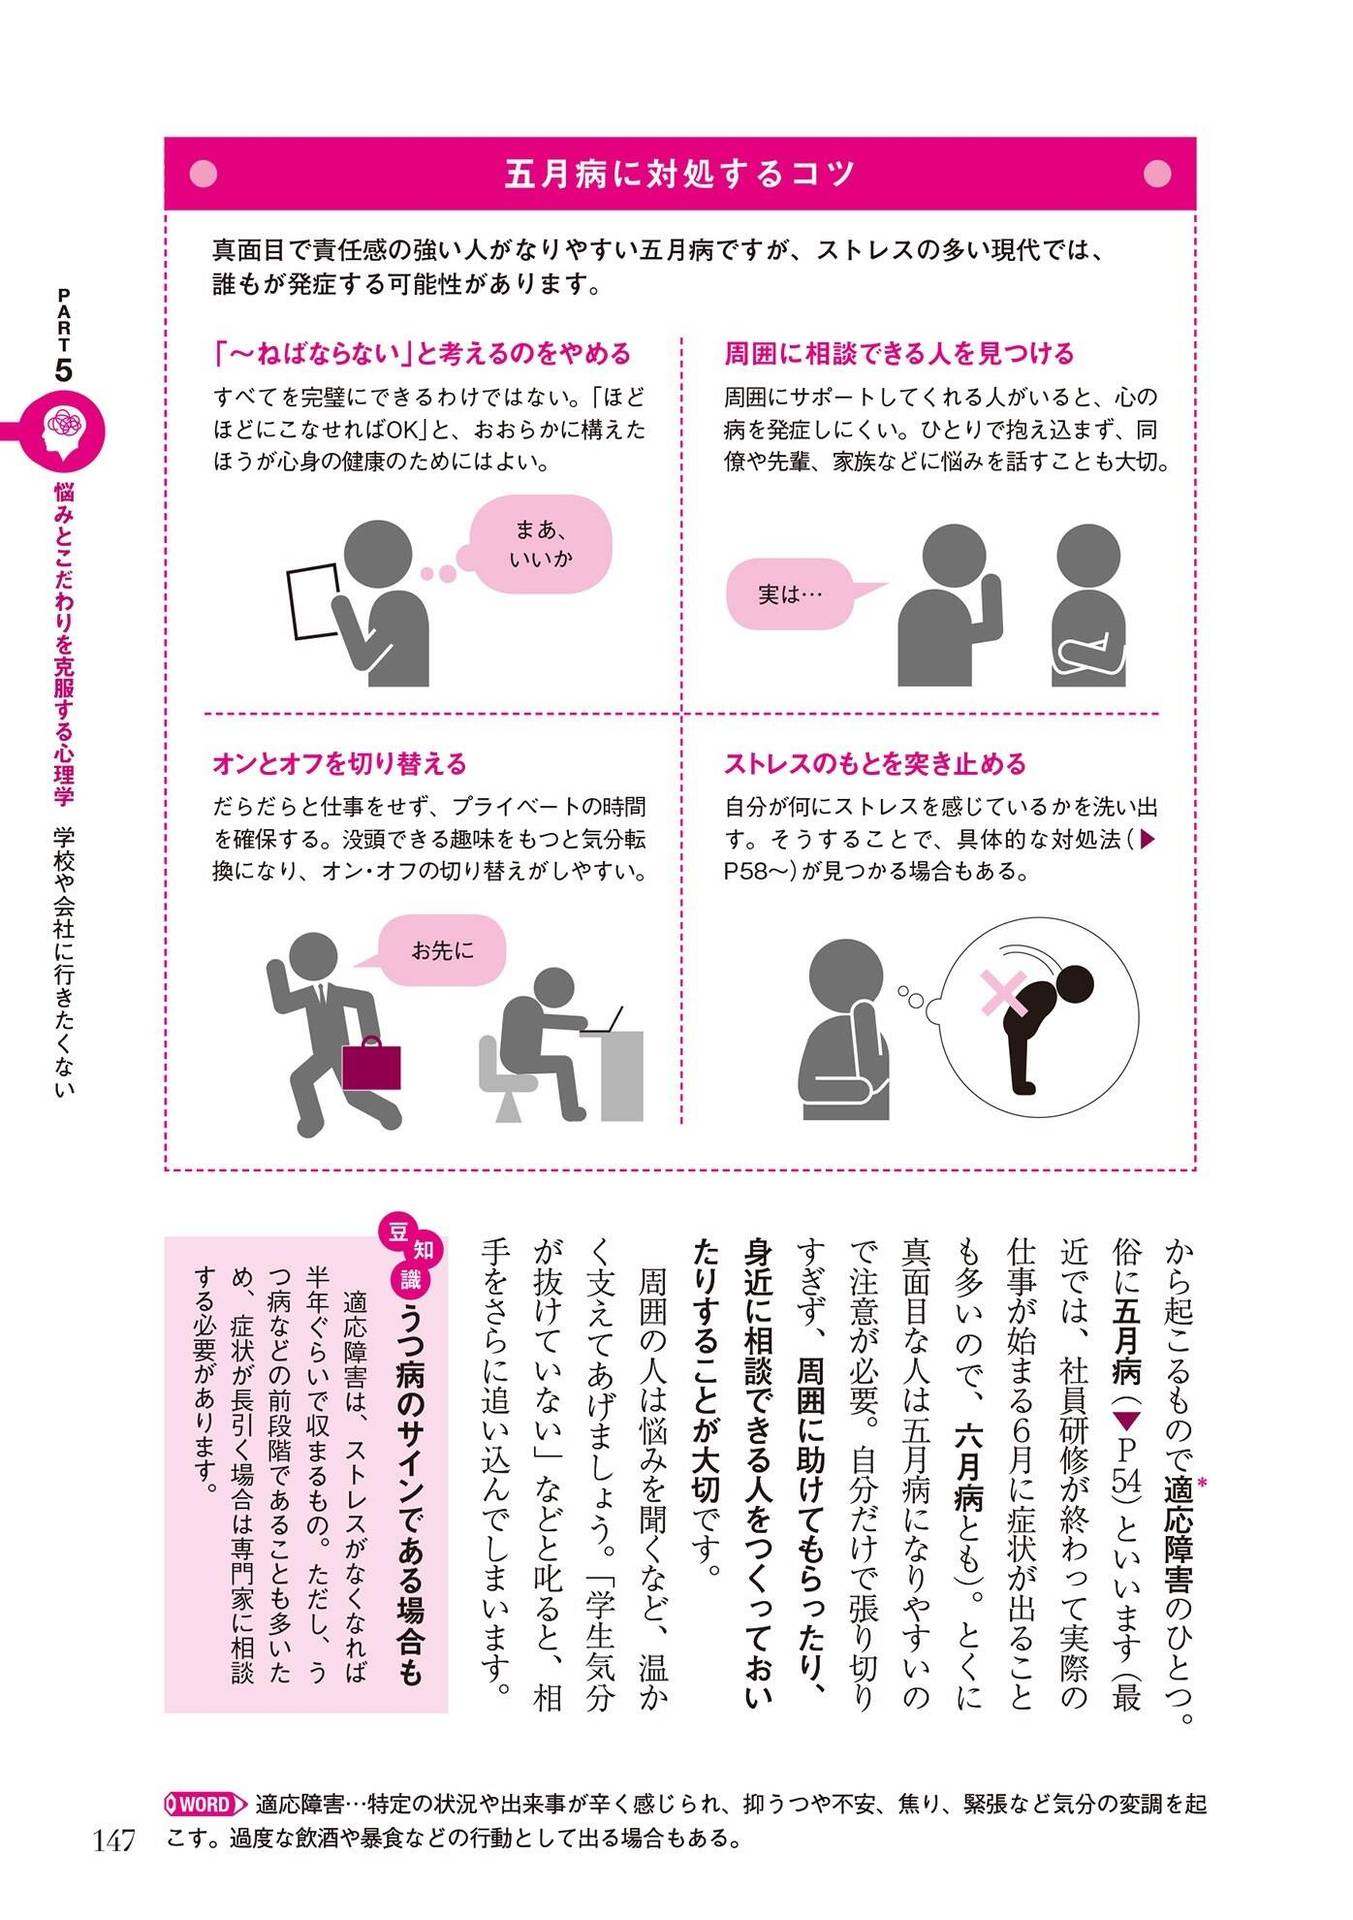 五月病に対処するコツ
真面目で責任感の強い人がなりやすい五月病ですが、ストレスの多い現代では、
誰もが発症する可能性があります。
「～ねばならない」と考えるのをやめる
すべてを完璧にできるわけではない。「ほど
ほどにこなせればOK」と、おおらかに構えた
ほうが心身の健康のためにはよい。
まあ、
いいか
周囲に相談できる人を見つける
周囲にサポートしてくれる人がいると、心の
病を発症しにくい。ひとりで抱え込まず、同
僚や先輩、家族などに悩みを話すことも大切。
実は…
オンとオフを切り替える
だらだらと仕事をせず、プライベートの時間
を確保する。没頭できる趣味をもつと気分転
換になり、オン・オフの切り替えがしやすい。
お先に
ストレスのもとを突き止める
自分が何にストレスを感じているかを洗い出
す。そうすることで、具体的な対処法（▶
P58～）が見つかる場合もある。
PART 5
悩みとこだわりを克服する心理学 学校や会社に行きたくない
から起こるもので適応障害*のひとつ。
俗に五月病（▶P54）といいます（最
近では、社員研修が終わって実際の
仕事が始まる6月に症状が出ること
も多いので、六月病とも）。とくに
真面目な人は五月病になりやすいの
で注意が必要。自分だけで張り切り
すぎず、周囲に助けてもらったり、
身近に相談できる人をつくっておい
たりすることが大切です。
周囲の人は悩みを聞くなど、温か
く支えてあげましょう。「学生気分
が抜けていない」などと叱ると、相
手をさらに追い込んでしまいます。
豆知識
うつ病のサインである場合も
適応障害は、ストレスがなくなれば
半年ぐらいで収まるもの。ただし、う
つ病などの前段階であることも多いた
め、症状が長引く場合は専門家に相談
する必要があります。
WORD 適応障害…特定の状況や出来事が辛く感じられ、抑うつや不安、焦り、緊張など気分の変調を起
こす。過度な飲酒や暴食などの行動として出る場合もある。
147